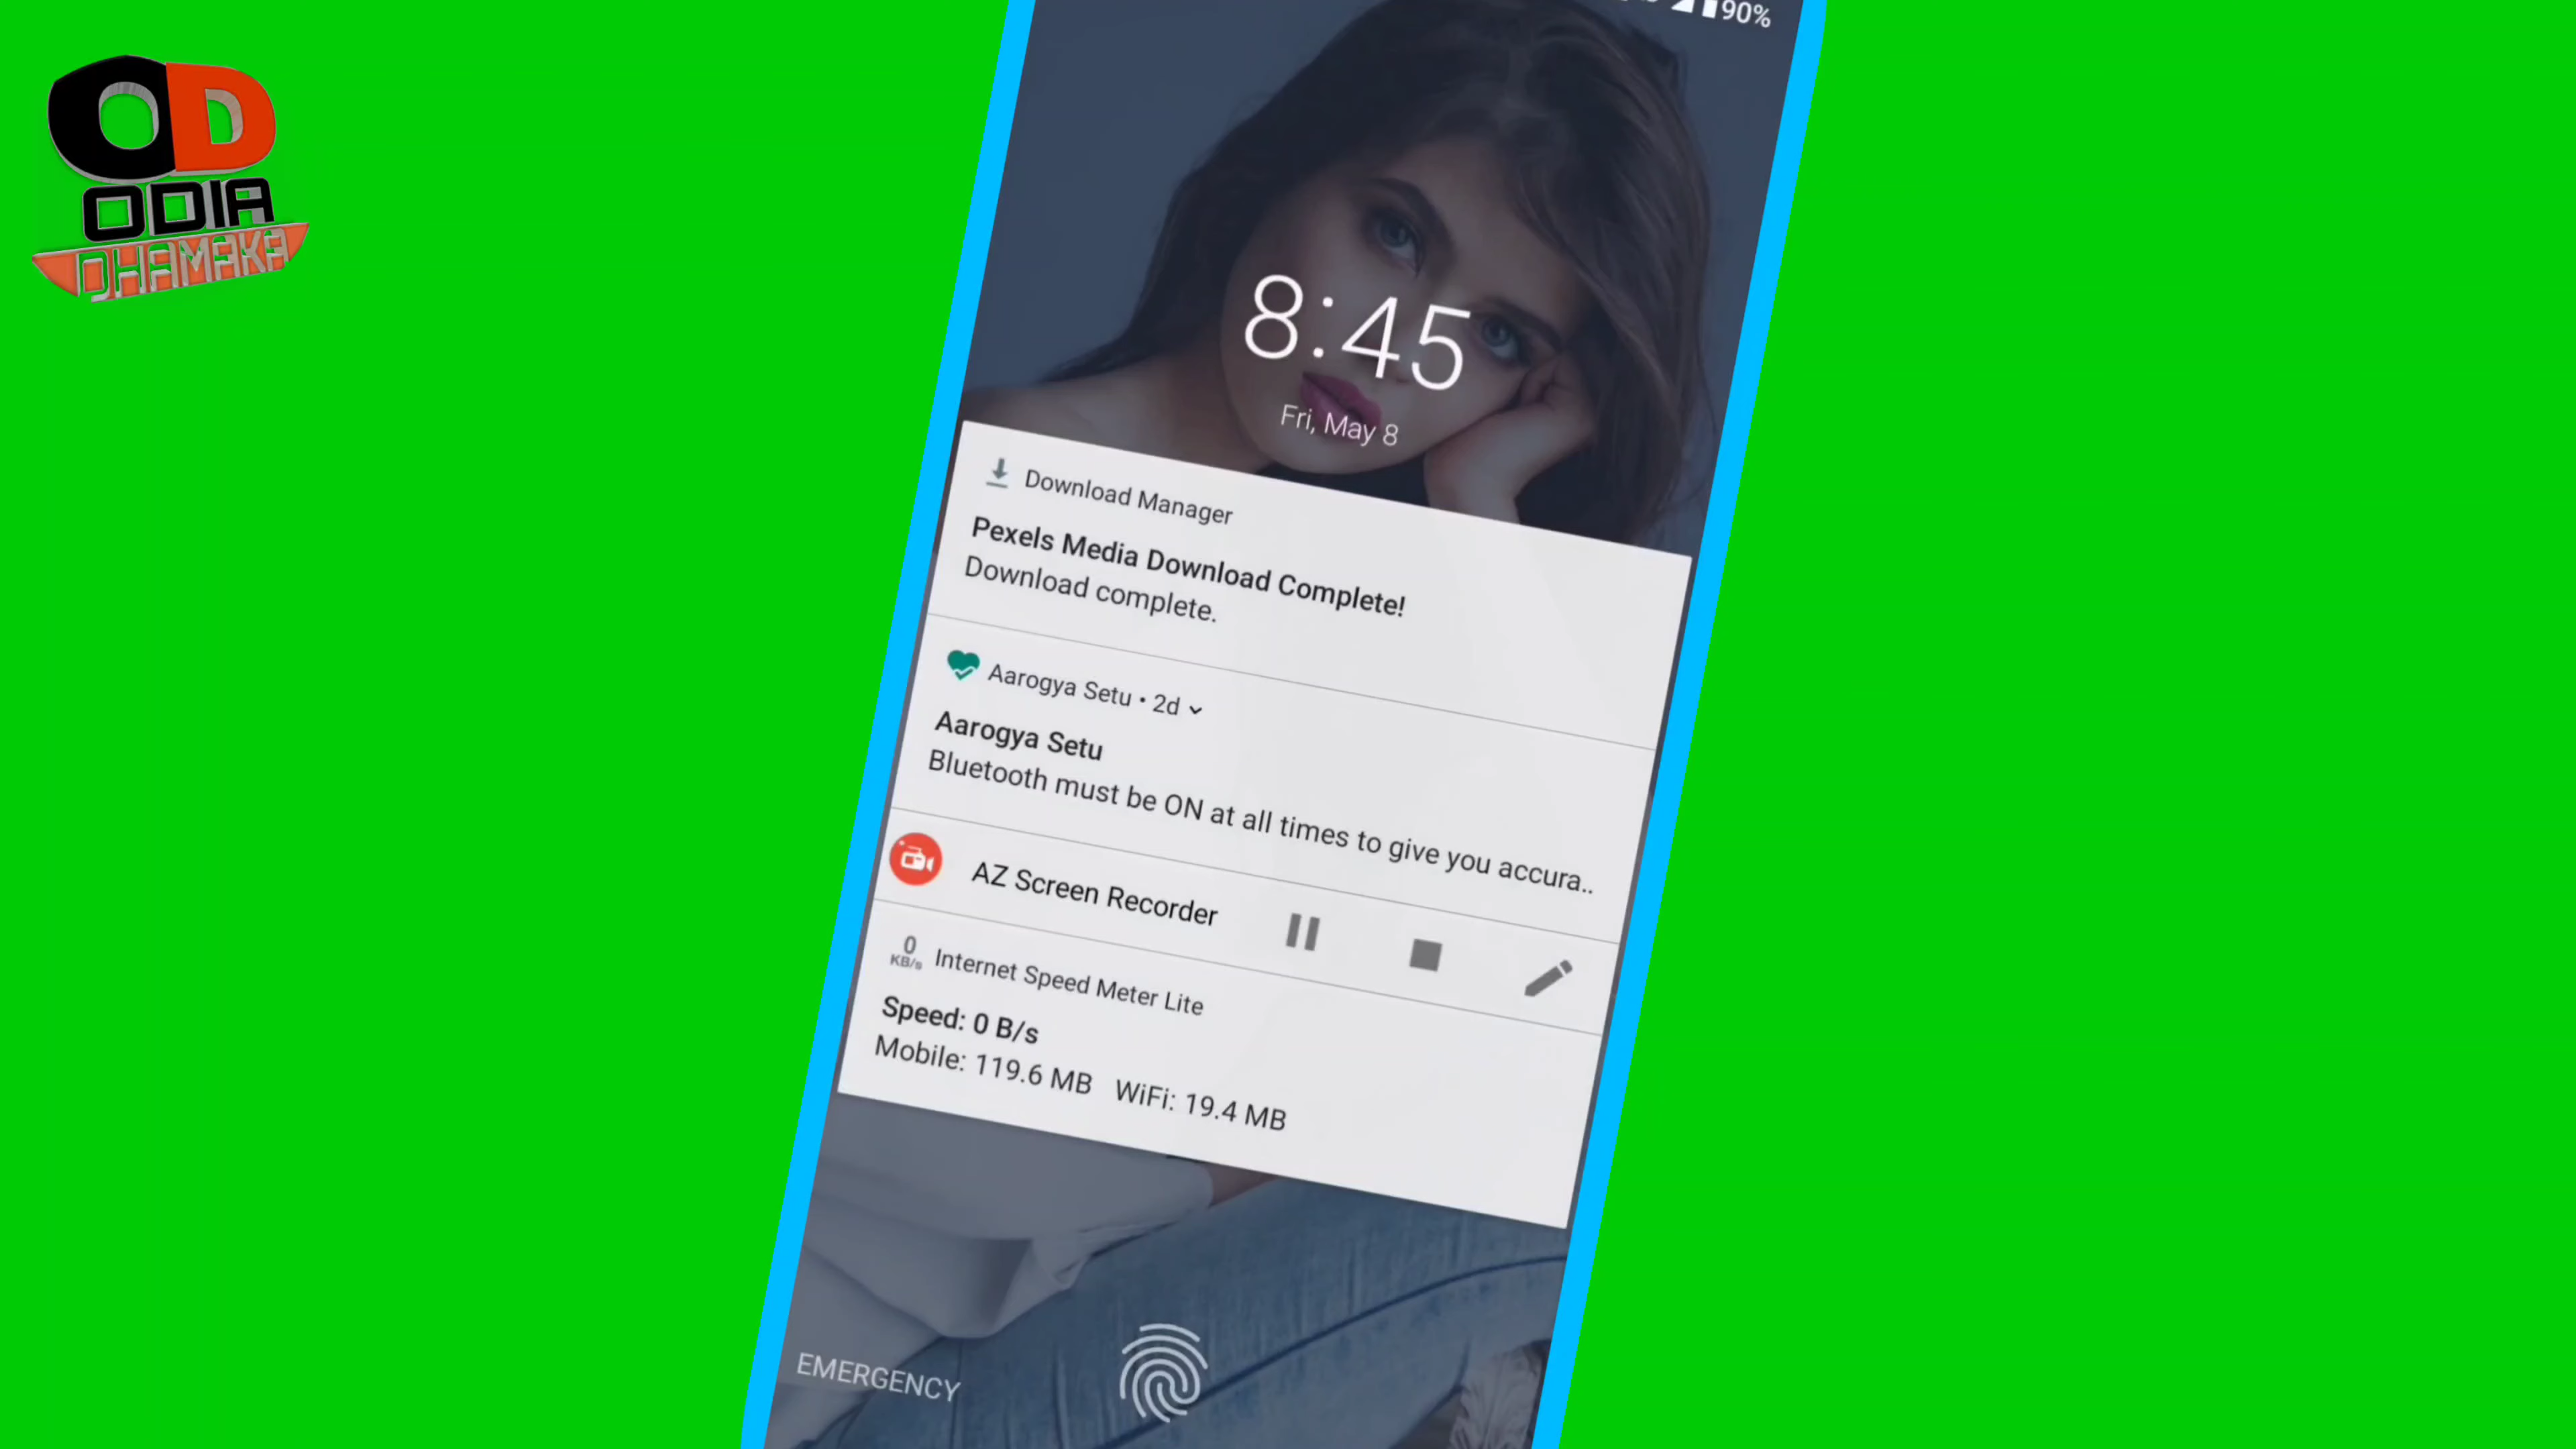 OD
ODIA
DHAMAKA
90%
8:45
Fri, May 8
Download Manager
Pexels Media Download Complete!
Download complete.
Aarogya Setu • 2d
Aarogya Setu
Bluetooth must be ON at all times to give you accura..
AZ Screen Recorder
0
KB/s
Internet Speed Meter Lite
Speed: 0 B/s
Mobile: 119.6 MB WiFi: 19.4 MB
EMERGENCY